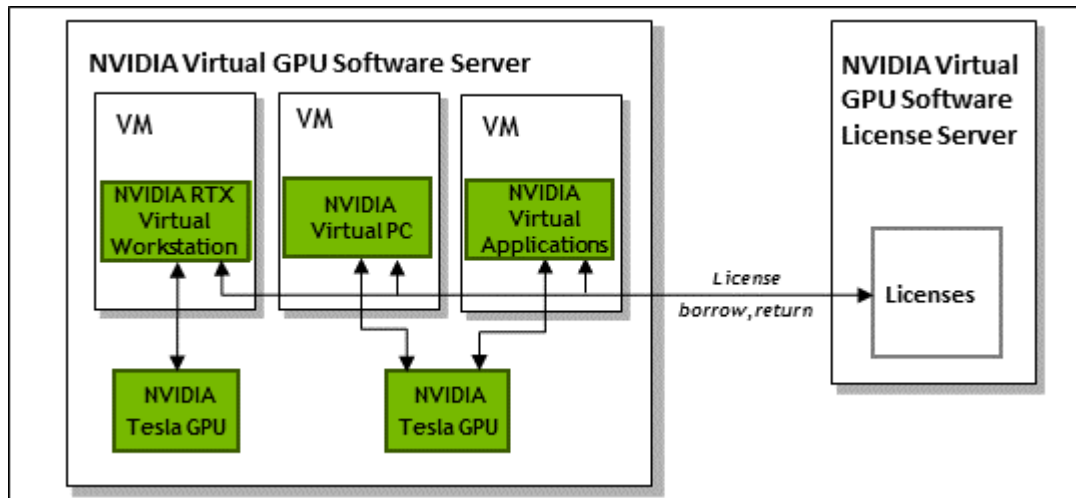 NVIDIA Virtual GPU Software Server
VM
NVIDIA RTX
Virtual
Workstation
VM
NVIDIA
Virtual PC
VM
NVIDIA
Virtual
Applications
NVIDIA
Tesla GPU
NVIDIA
Tesla GPU
License
borrow, return
NVIDIA Virtual
GPU Software
License Server
Licenses